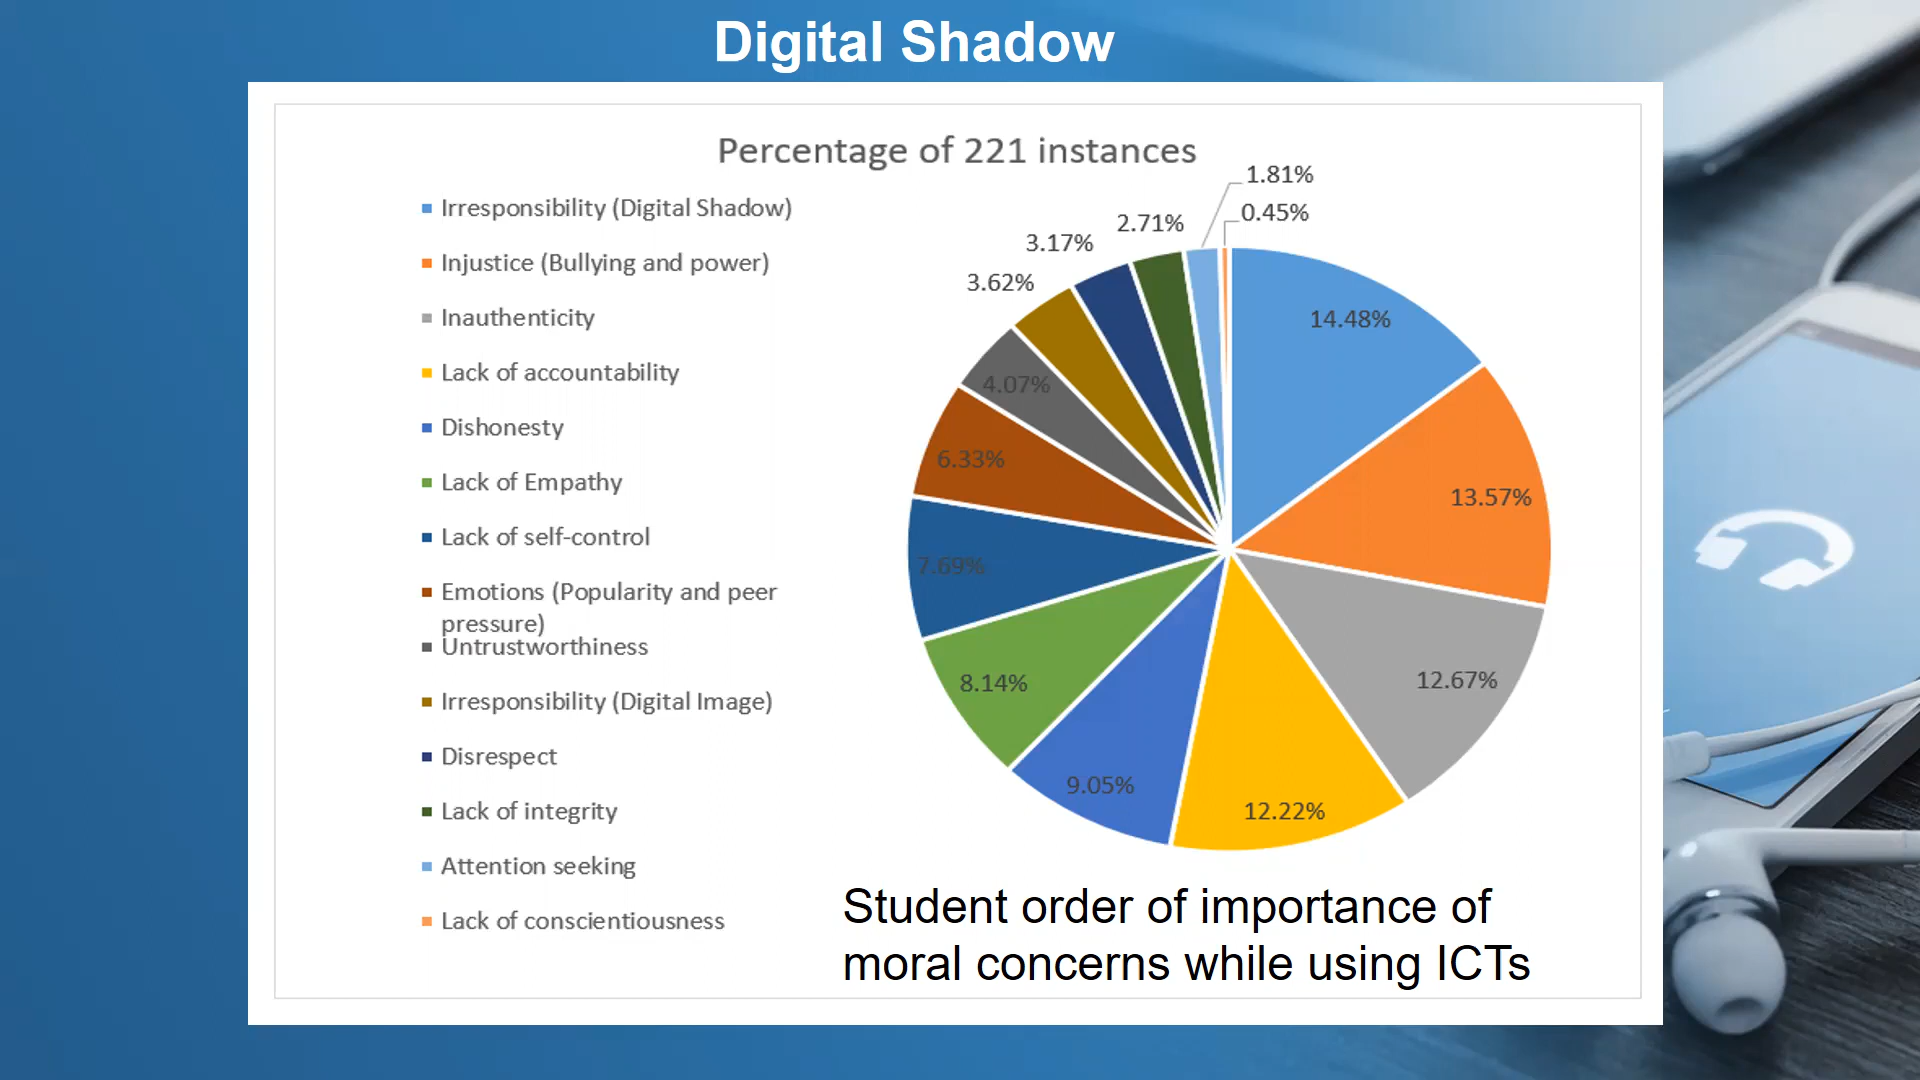 Digital Shadow
Percentage of 221 instances
Irresponsibility (Digital Shadow)
Injustice (Bullying and power)
Inauthenticity
Lack of accountability
Dishonesty
Lack of Empathy
Lack of self-control
Emotions (Popularity and peer
pressure)
Untrustworthiness
Irresponsibility (Digital Image)
Disrespect
Lack of integrity
Attention seeking
Lack of conscientiousness
14.48%
13.57%
12.67%
12.22%
9.05%
8.14%
7.69%
6.33%
4.07%
3.62%
3.17%
2.71%
1.81%
0.45%
Student order of importance of
moral concerns while using ICTs